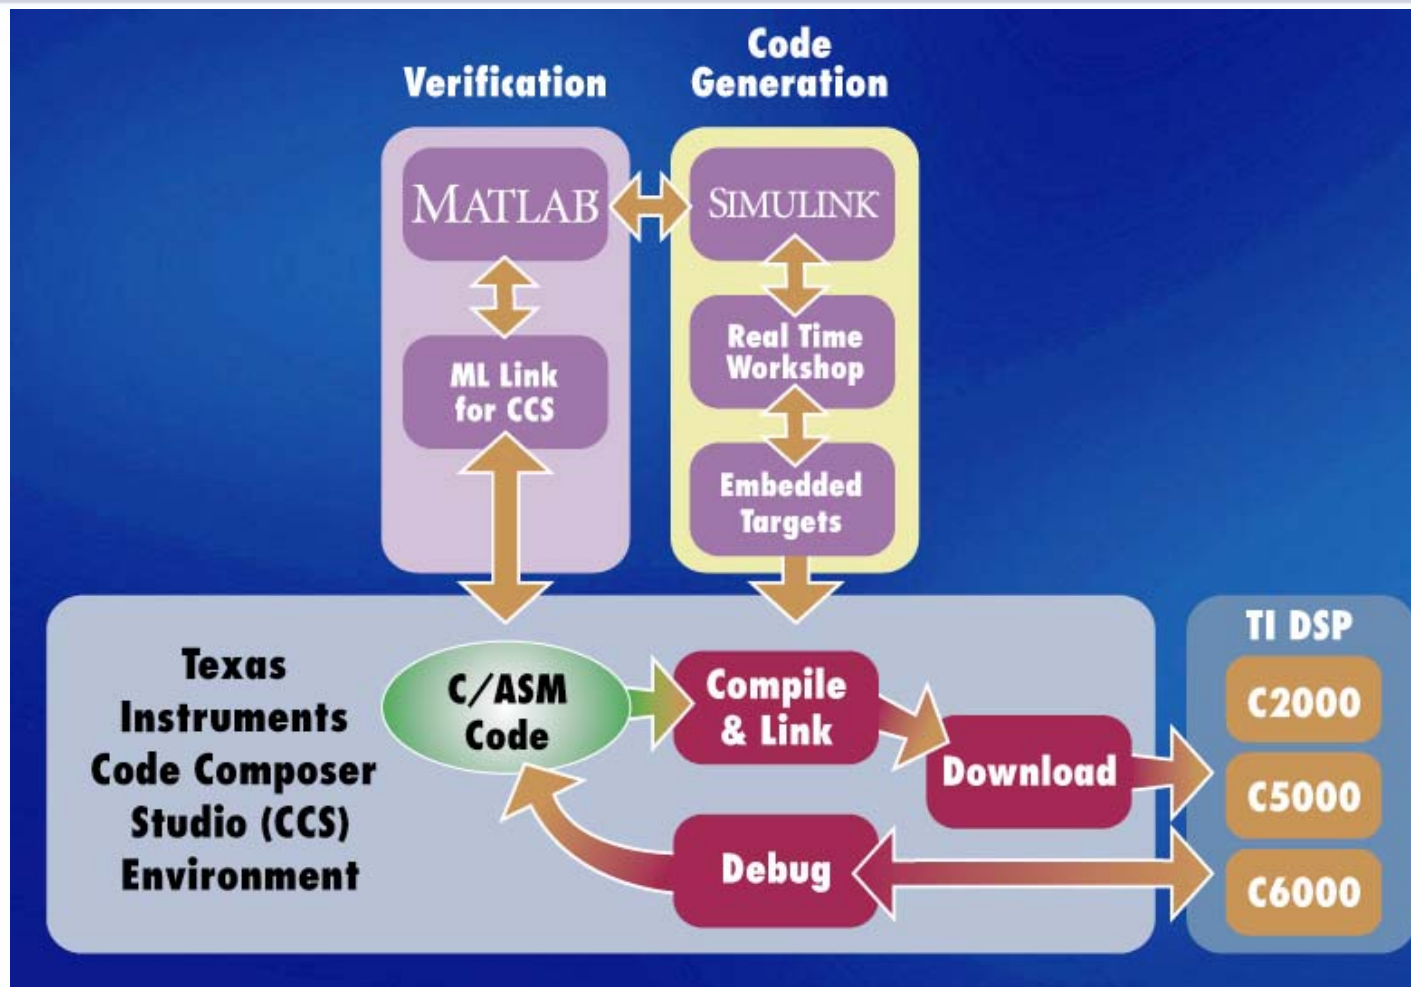 Verification
Code
Generation
MATLAB
SIMULINK
ML Link
for CCS
Real Time
Workshop
Embedded
Targets
Texas
Instruments
Code Composer
Studio (CCS)
Environment
C/ASM
Code
Compile
& Link
Download
Debug
TI DSP
C2000
C5000
C6000